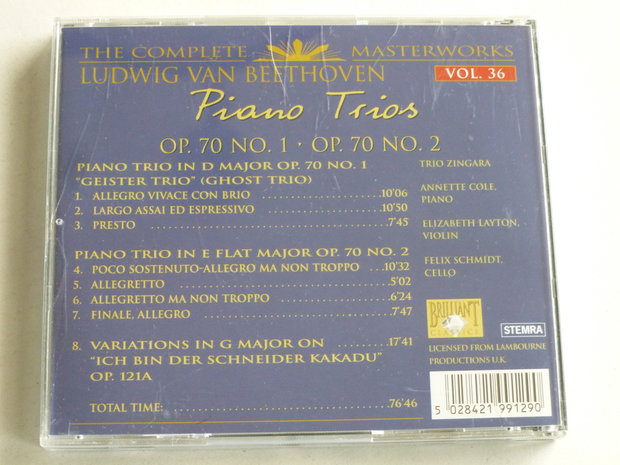 THE COMPLETE MASTERWORKS
LUDWIG VAN BEETHOVEN VOL. 36
Piano Trios
OP. 70 NO. 1 · OP. 70 NO. 2
PIANO TRIO IN D MAJOR OP. 70 NO. 1
"GEISTER TRIO" (GHOST TRIO)
1. ALLEGRO VIVACE CON BRIO 10'06
2. LARGO ASSAI ED ESPRESSIVO 10'50
3. PRESTO 7'45
PIANO TRIO IN E FLAT MAJOR OP. 70 NO. 2
4. POCO SOSTENUTO-ALLEGRO MA NON TROPPO 10'32
5. ALLEGRETTO 5'02
6. ALLEGRETTO MA NON TROPPO 6'24
7. FINALE, ALLEGRO 7'47
8. VARIATIONS IN G MAJOR ON 17'41
"ICH BIN DER SCHNEIDER KAKADU"
OP. 121A
TOTAL TIME: 76'46
TRIO ZINGARA
ANNETTE COLE,
PIANO
ELIZABETH LAYTON,
VIOLIN
FELIX SCHMIDT,
CELLO
BRILLIANT
CLASSICS
STEMRA
LICENSED FROM LAMBOURNE
PRODUCTIONS U.K
5 028421 991290